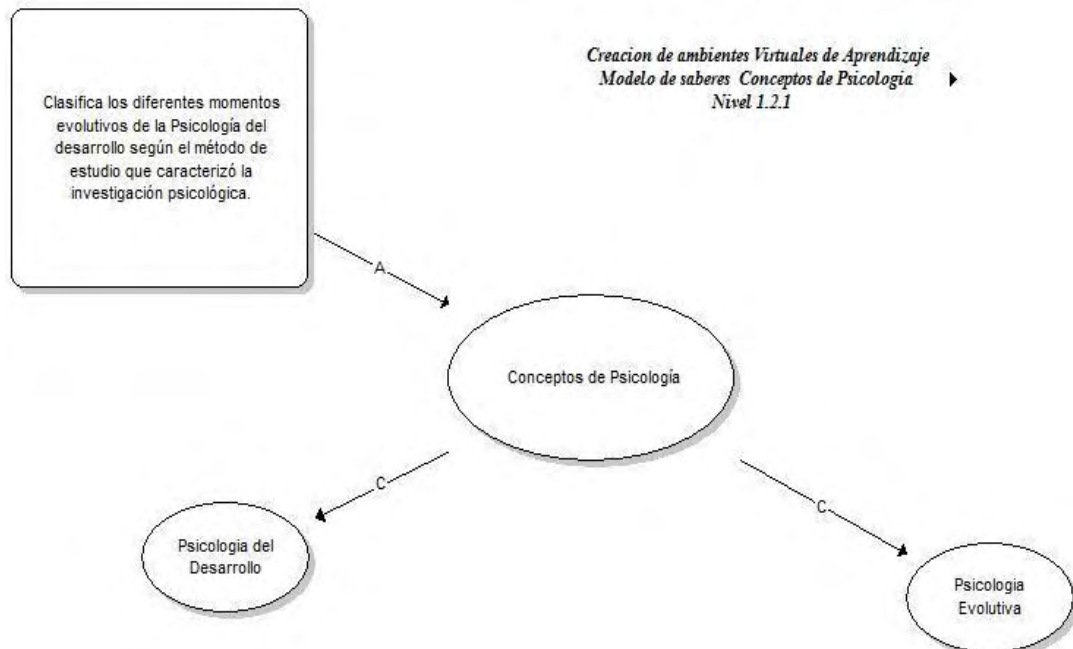 Creacion de ambientes Virtuales de Aprendizaje
Modelo de saberes Conceptos de Psicologia
Nivel 1.2.1
Clasifica los diferentes momentos
evolutivos de la Psicología del
desarrollo según el método de
estudio que caracterizó la
investigación psicológica.
A
Conceptos de Psicología
C
C
Psicologia del
Desarrollo
Psicologia
Evolutiva